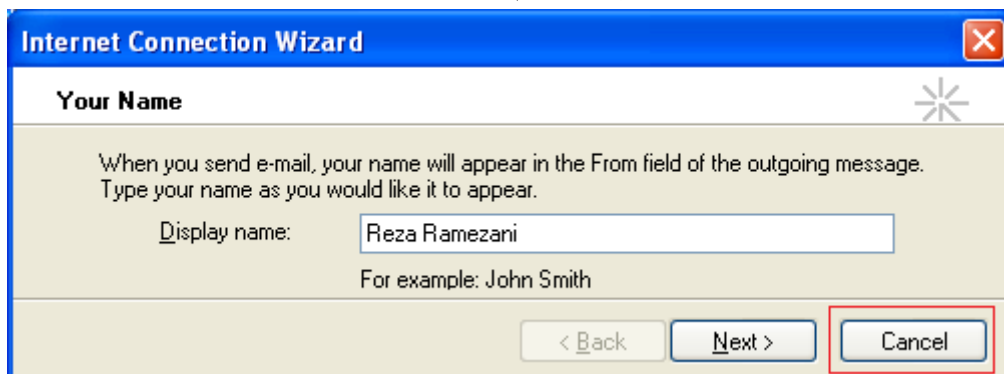 Internet Connection Wizard
Your Name
When you send e-mail, your name will appear in the From field of the outgoing message.
Type your name as you would like it to appear.
Display name: Reza Ramezani
For example: John Smith
< Back Next > Cancel